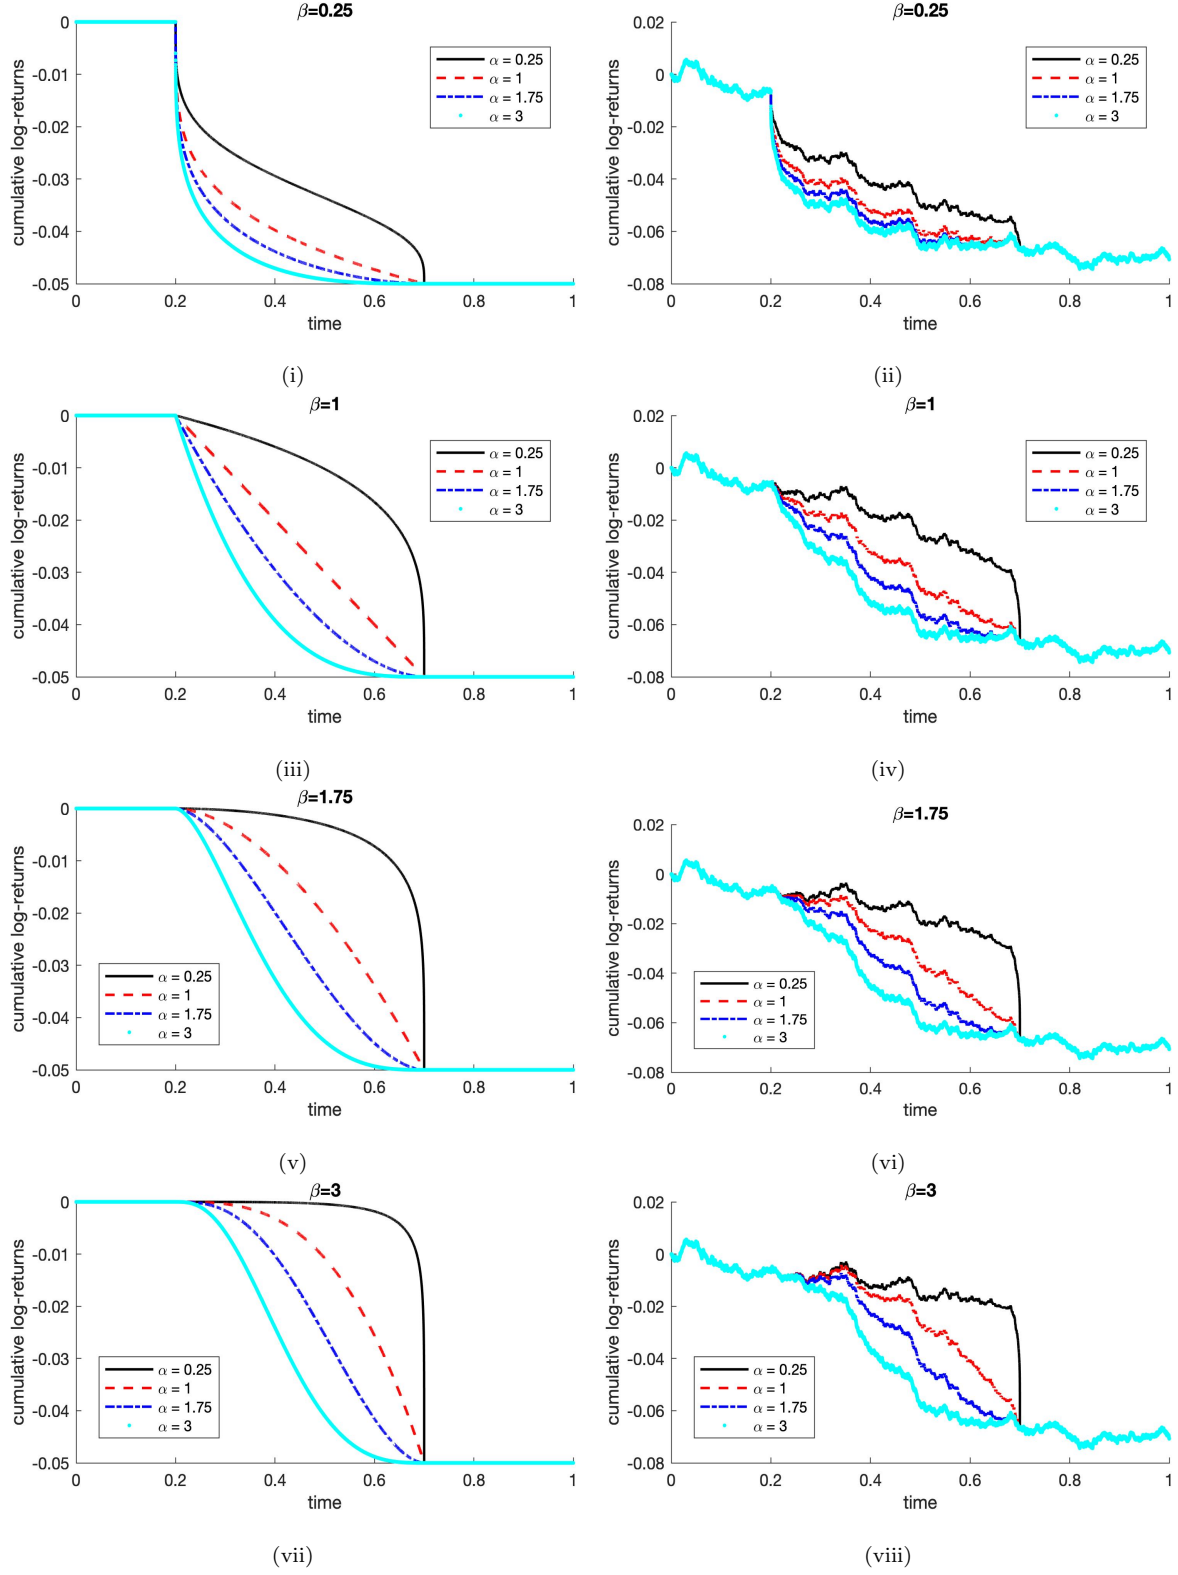 β=0.25
cumulative log-returns
0
-0.01
-0.02
-0.03
-0.04
-0.05
0 0.2 0.4 0.6 0.8 1
time
α = 0.25
α = 1
α = 1.75
α = 3
(i)
β=0.25
cumulative log-returns
0.02
0
-0.02
-0.04
-0.06
-0.08
0 0.2 0.4 0.6 0.8 1
time
α = 0.25
α = 1
α = 1.75
α = 3
(ii)
β=1
cumulative log-returns
0
-0.01
-0.02
-0.03
-0.04
-0.05
0 0.2 0.4 0.6 0.8 1
time
α = 0.25
α = 1
α = 1.75
α = 3
(iii)
β=1
cumulative log-returns
0.02
0
-0.02
-0.04
-0.06
-0.08
0 0.2 0.4 0.6 0.8 1
time
α = 0.25
α = 1
α = 1.75
α = 3
(iv)
β=1.75
cumulative log-returns
0
-0.01
-0.02
-0.03
-0.04
-0.05
0 0.2 0.4 0.6 0.8 1
time
α = 0.25
α = 1
α = 1.75
α = 3
(v)
β=1.75
cumulative log-returns
0.02
0
-0.02
-0.04
-0.06
-0.08
0 0.2 0.4 0.6 0.8 1
time
α = 0.25
α = 1
α = 1.75
α = 3
(vi)
β=3
cumulative log-returns
0
-0.01
-0.02
-0.03
-0.04
-0.05
0 0.2 0.4 0.6 0.8 1
time
α = 0.25
α = 1
α = 1.75
α = 3
(vii)
β=3
cumulative log-returns
0.02
0
-0.02
-0.04
-0.06
-0.08
0 0.2 0.4 0.6 0.8 1
time
α = 0.25
α = 1
α = 1.75
α = 3
(viii)